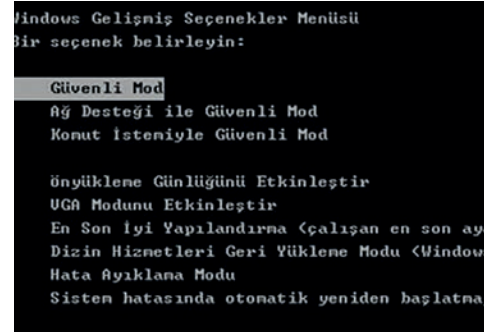 Windows Gelişmiş Seçenekler Menüsü
Bir seçenek belirleyin:
Güvenli Mod
Ağ Desteği ile Güvenli Mod
Komut İstemiyle Güvenli Mod
Önyükleme Günlüğünü Etkinleştir
VGA Modunu Etkinleştir
En Son İyi Yapılandırma (çalışan en son ay
Dizin Hizmetleri Geri Yükleme Modu (Window
Hata Ayıklama Modu
Sistem hatasında otomatik yeniden başlatma